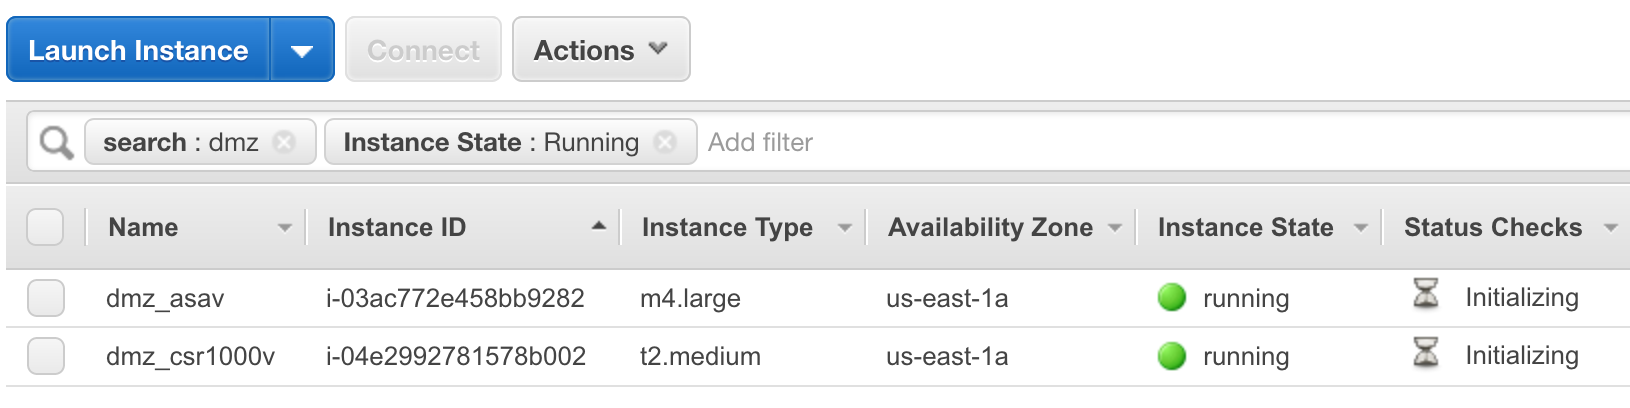 Launch Instance Connect Actions
search : dmz Instance State : Running Add filter
Name Instance ID Instance Type Availability Zone Instance State Status Checks
dmz_asav i-03ac772e458bb9282 m4.large us-east-1a running Initializing
dmz_csr1000v i-04e2992781578b002 t2.medium us-east-1a running Initializing